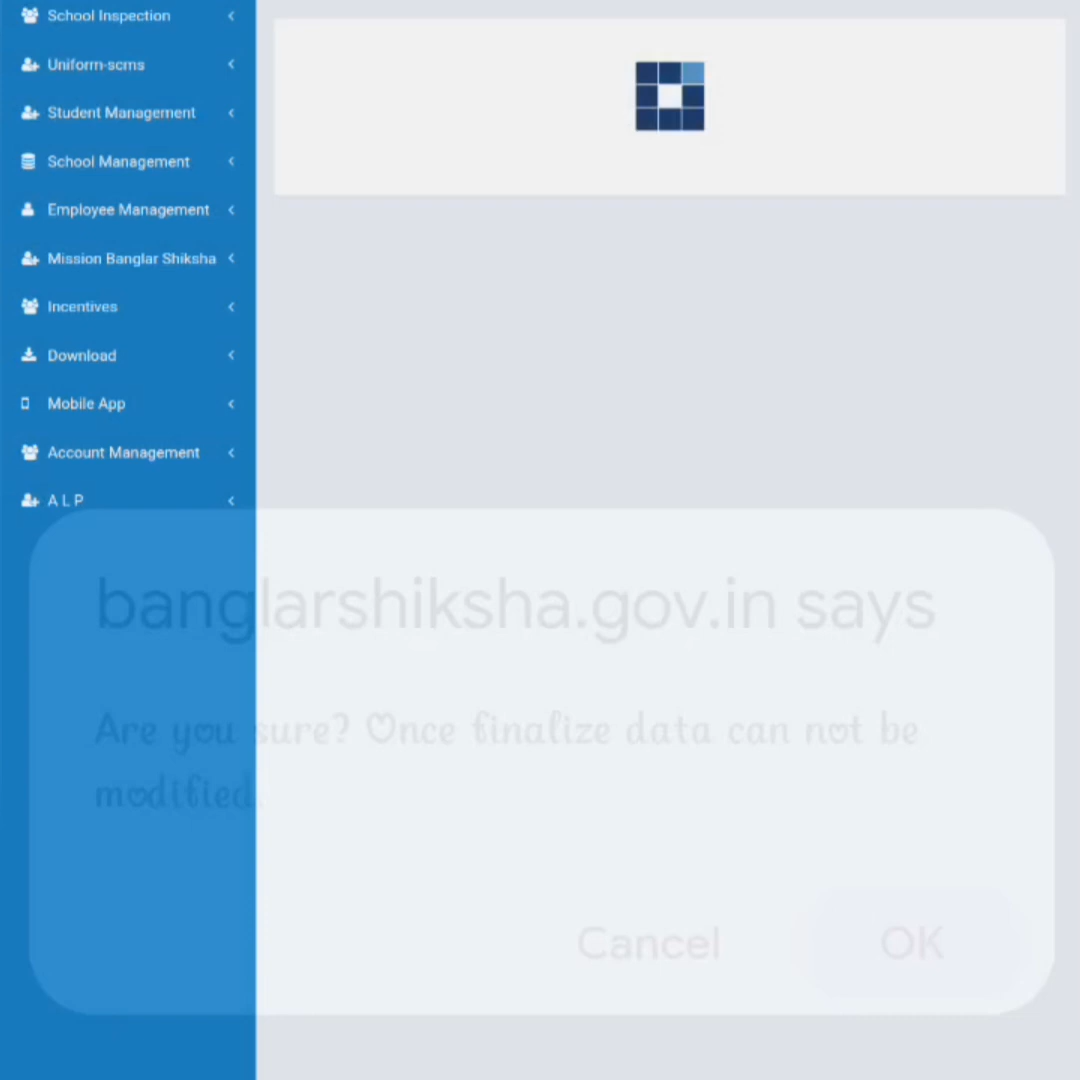 School Inspection
Uniform-scms
Student Management
School Management
Employee Management
Mission Banglar Shiksha
Incentives
Download
Mobile App
Account Management
A L P
banglarshiksha.gov.in says
Are you sure? Once finalize data can not be
modified.
Cancel
OK